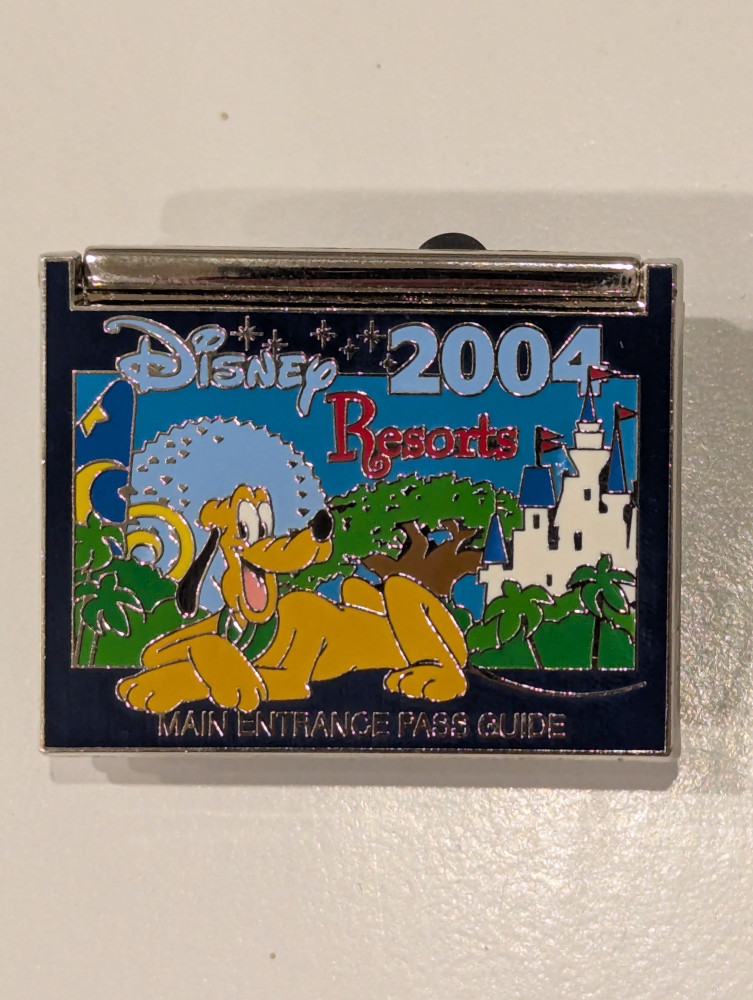 Disney 2004
Resorts
MAIN ENTRANCE PASS GUIDE